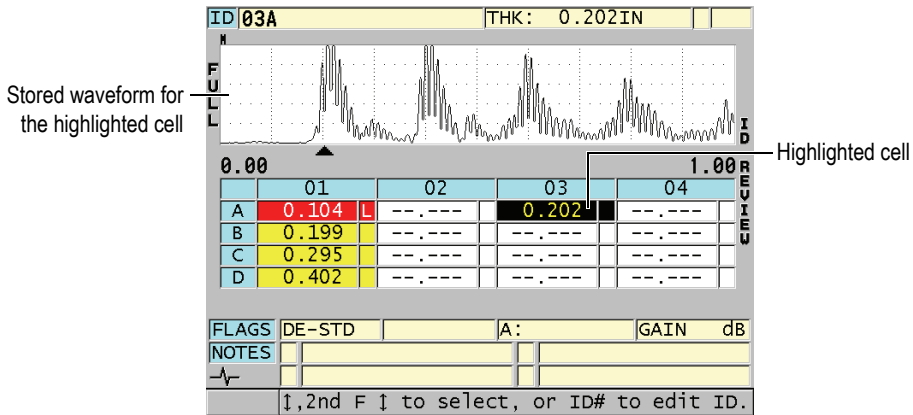 ID 03A THK: 0.202IN
M
FULL
Stored waveform for
the highlighted cell
ID REVIEW
Highlighted cell
0.00 1.00
01 02 03 04
A 0.104 L --.--- 0.202 --.---
B 0.199 --.--- --.--- --.---
C 0.295 --.--- --.--- --.---
D 0.402 --.--- --.--- --.---
FLAGS DE-STD A: GAIN dB
NOTES
↕,2nd F ↕ to select, or ID# to edit ID.